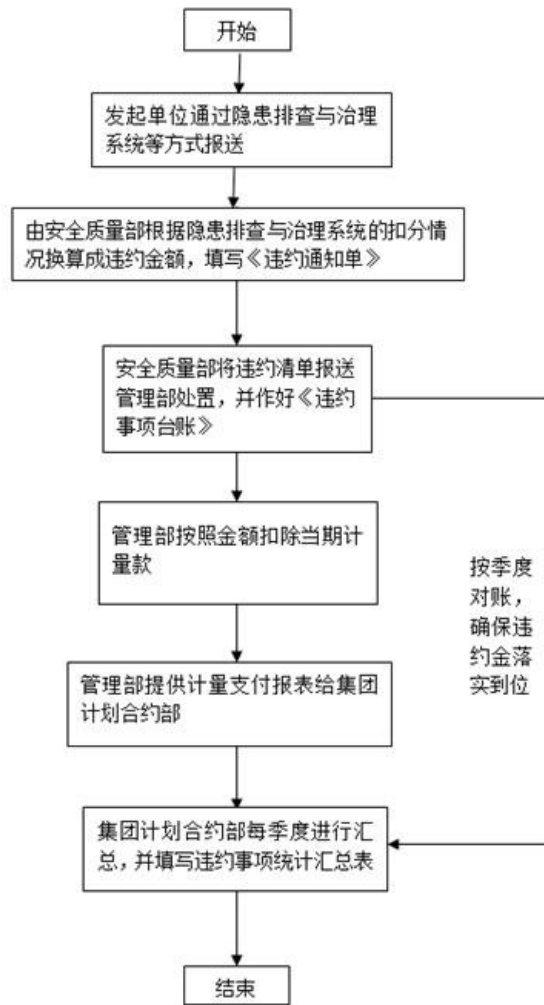 开始
发起单位通过隐患排查与治理
系统等方式报送
由安全质量部根据隐患排查与治理系统的扣分情
况换算成违约金额，填写《违约通知单》
安全质量部将违约清单报送
管理部处置，并作好《违约
事项台账》
管理部按照金额扣除当期计
量款
按季度
对账，
确保违
约金落
实到位
管理部提供计量支付报表给集团
计划合约部
集团计划合约部每季度进行汇
总，并填写违约事项统计汇总表
结束